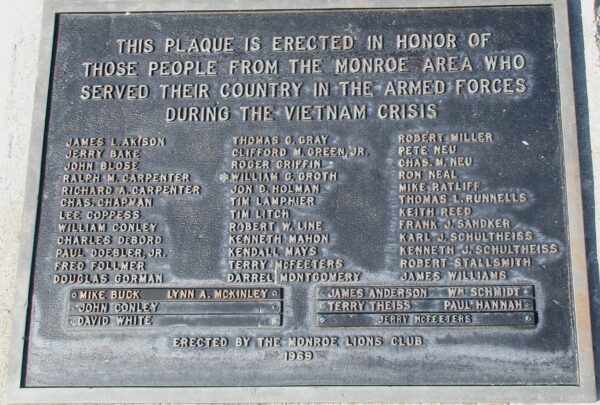 THIS PLAQUE IS ERECTED IN HONOR OF
THOSE PEOPLE FROM THE MONROE AREA WHO
SERVED THEIR COUNTRY IN THE ARMED FORCES
DURING THE VIETNAM CRISIS
JAMES L. AKISON
JERRY BAKE
JOHN BLOSE
RALPH M. CARPENTER
RICHARD A. CARPENTER
CHAS. CHAPMAN
LEE COPPESS
WILLIAM CONLEY
CHARLES DEBORD
PAUL DOEBLER, JR.
FRED FOLLMER
DOUGLAS GORMAN
THOMAS G. GRAY
CLIFFORD M. GREEN, JR.
ROGER GRIFFIN
*WILLIAM C. GROTH
JON D. HOLMAN
TIM LAMPHIER
TIM LITCH
ROBERT W. LINE
KENNETH MAHON
KENDALL MAYS
TERRY McFEETERS
DARREL MONTGOMERY
ROBERT MILLER
PETE NEU
CHAS. M. NEU
RON NEAL
MIKE RATLIFF
THOMAS L. RUNNELLS
KEITH REED
FRANK J. SANDKER
KARL J. SCHULTHEISS
KENNETH J. SCHULTHEISS
ROBERT STALLSMITH
JAMES WILLIAMS
MIKE BUCK LYNN A. McKINLEY
JOHN CONLEY
DAVID WHITE
JAMES ANDERSON WM SCHMIDT
TERRY THEISS PAUL HANNAH
JERRY McFEETERS
ERECTED BY THE MONROE LIONS CLUB
1969